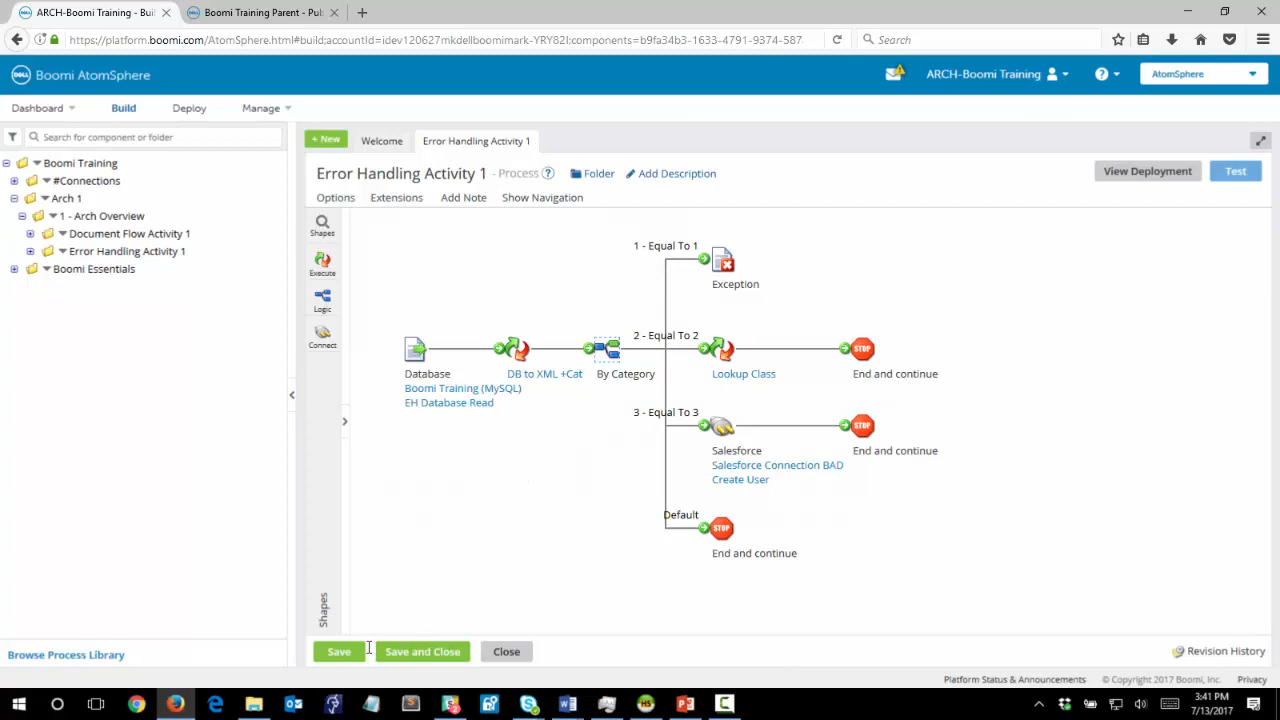 ARCH-Boomi Training - Buil
Boomi Training Parent - Pub
https://platform.boomi.com/AtomSphere.html#build;accountId=idev120627mkdellboomimark-YRY82I;components=b9fa34b3-1633-4791-9374-587
Search
DELL Boomi AtomSphere
ARCH-Boomi Training
AtomSphere
Dashboard
Build
Deploy
Manage
Search for component or folder
+ New
Welcome
Error Handling Activity 1
Boomi Training
#Connections
Arch 1
1 - Arch Overview
Document Flow Activity 1
Error Handling Activity 1
Boomi Essentials
Error Handling Activity 1 - Process
Folder
Add Description
View Deployment
Test
Options
Extensions
Add Note
Show Navigation
Shapes
Execute
Logic
Connect
1 - Equal To 1
Exception
2 - Equal To 2
Database
Boomi Training (MySQL)
EH Database Read
DB to XML +Cat
By Category
Lookup Class
STOP
End and continue
3 - Equal To 3
Salesforce
Salesforce Connection BAD
Create User
STOP
End and continue
Default
STOP
End and continue
Shapes
Save
Save and Close
Close
Revision History
Browse Process Library
Platform Status & Announcements
© Copyright 2017 Boomi, Inc.
Privacy
3:41 PM
7/13/2017